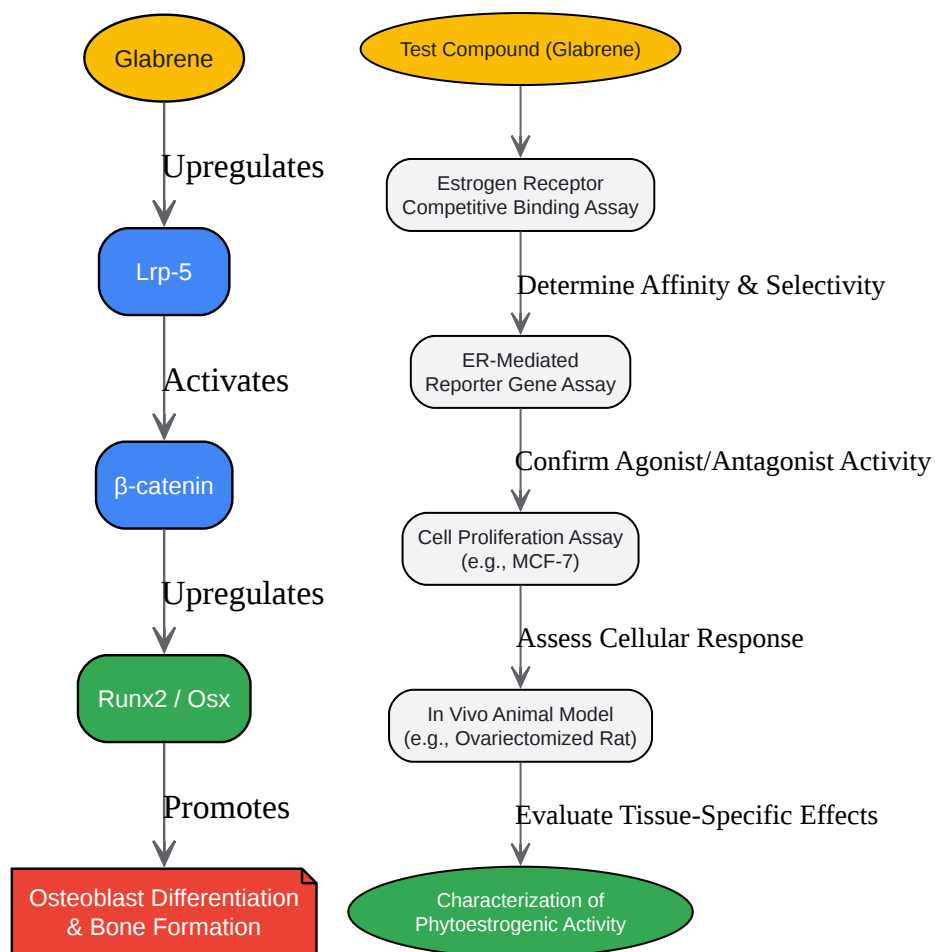 Glabrene
Upregulates
Lrp-5
Activates
β-catenin
Upregulates
Runx2 / Osx
Promotes
Osteoblast Differentiation
& Bone Formation
Test Compound (Glabrene)
Estrogen Receptor
Competitive Binding Assay
Determine Affinity & Selectivity
ER-Mediated
Reporter Gene Assay
Confirm Agonist/Antagonist Activity
Cell Proliferation Assay
(e.g., MCF-7)
Assess Cellular Response
In Vivo Animal Model
(e.g., Ovariectomized Rat)
Evaluate Tissue-Specific Effects
Characterization of
Phytoestrogenic Activity